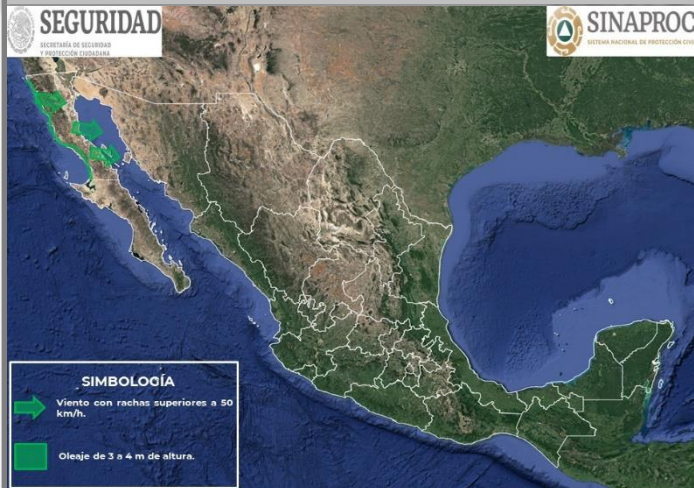 SEGURIDAD
SECRETARÍA DE SEGURIDAD
Y PROTECCIÓN CIUDADANA
SINAPROC
SISTEMA NACIONAL DE PROTECCIÓN CIV
SIMBOLOGÍA
Viento con rachas superiores a 50
km/h.
Oleaje de 3 a 4 m de altura.